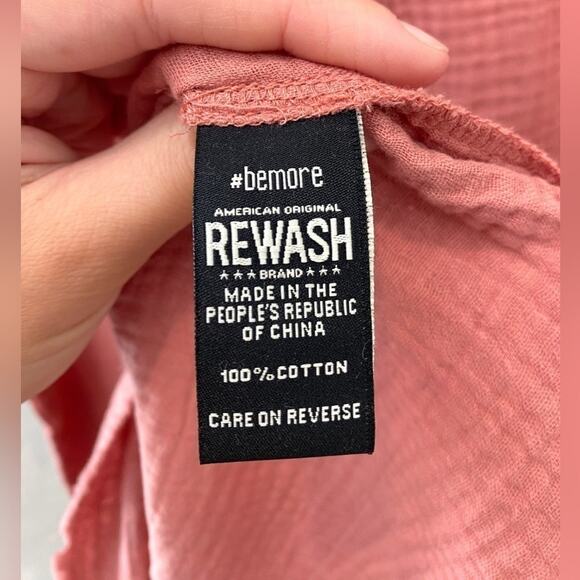 #bemore
AMERICAN ORIGINAL
REWASH
★★★ BRAND ★★★
MADE IN THE
PEOPLE'S REPUBLIC
OF CHINA
100% COTTON
CARE ON REVERSE